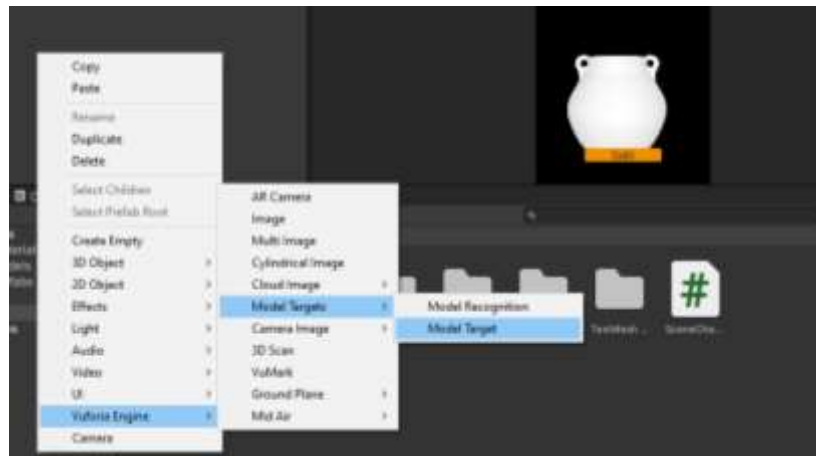 Copy
Paste
Rename
Duplicate
Delete
Select Children
Select Prefab Root
Create Empty
3D Object
2D Object
Effects
Light
Audio
Video
UI
Vuforia Engine
Camera
AR Camera
Image
Multi Image
Cylindrical Image
Cloud Image
Model Targets
Camera Image
3D Scan
VuMark
Ground Plane
Mid Air
Model Recognition
Model Target
TextMesh...
SceneCha...
#